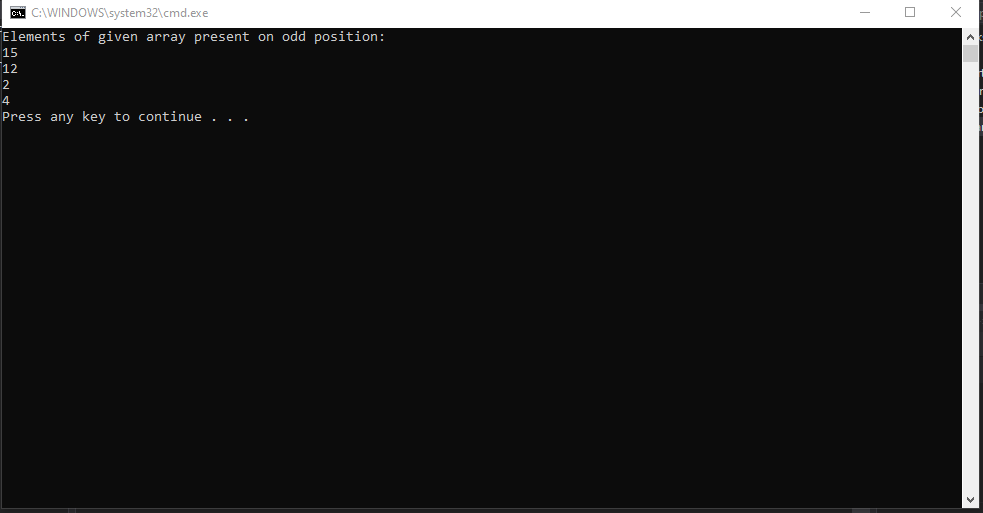 C:\WINDOWS\system32\cmd.exe
Elements of given array present on odd position:
15
12
2
4
Press any key to continue . . .